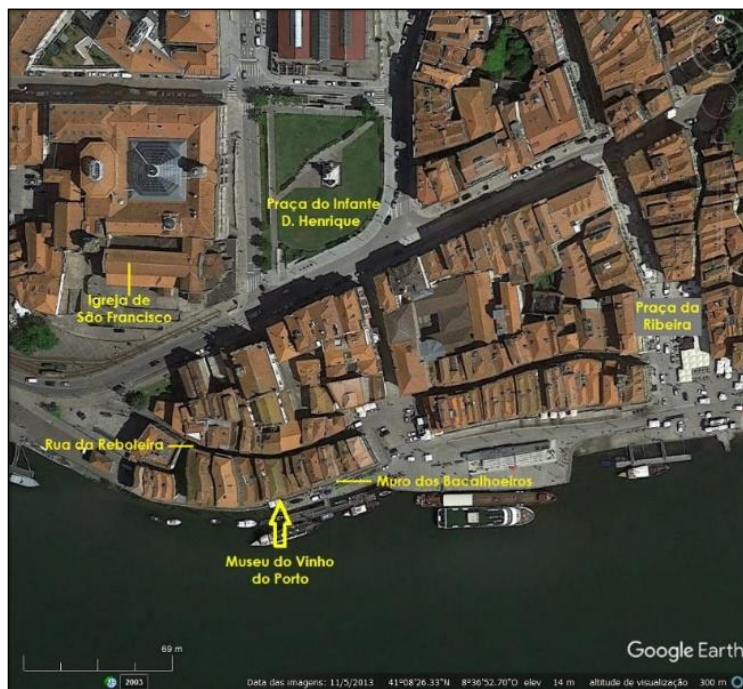 N
Praça do Infante
D. Henrique
Igreja de
São Francisco
Praça da
Ribeira
Rua da Reboleira
Muro dos Bacalhoeiros
Museu do Vinho
do Porto
69 m
Google Earth
2003
Data das imagens: 11/5/2013 41°08'26.33"N 8°36'52.70"O elev 14 m altitude de visualização 300 m